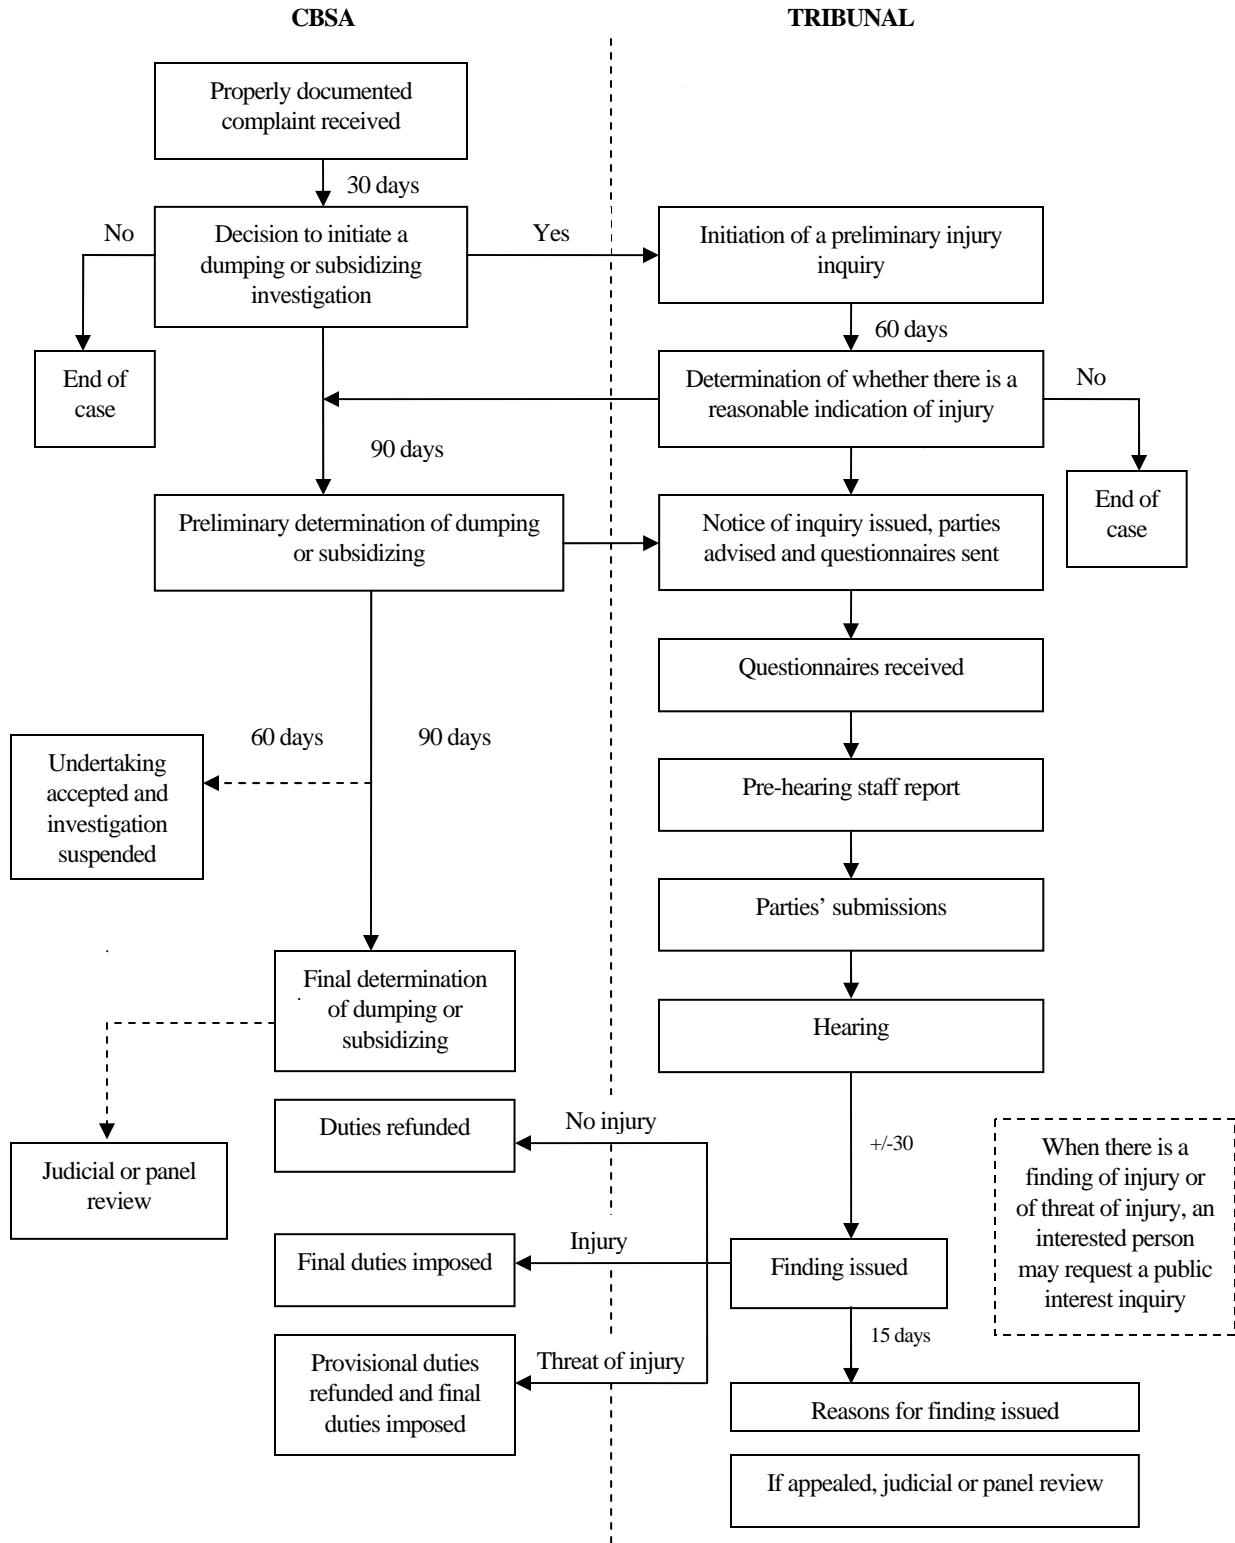 CBSA
TRIBUNAL
Properly documented
complaint received
30 days
No
Decision to initiate a
dumping or subsidizing
investigation
Yes
Initiation of a preliminary injury
inquiry
60 days
End of
case
Determination of whether there is a
reasonable indication of injury
No
90 days
End of
case
Preliminary determination of dumping
or subsidizing
Notice of inquiry issued, parties
advised and questionnaires sent
Questionnaires received
60 days
90 days
Undertaking
accepted and
investigation
suspended
Pre-hearing staff report
Parties’ submissions
Final determination
of dumping or
subsidizing
Hearing
Judicial or panel
review
Duties refunded
No injury
+/-30
When there is a
finding of injury or
of threat of injury, an
interested person
may request a public
interest inquiry
Final duties imposed
Injury
Finding issued
15 days
Provisional duties
refunded and final
duties imposed
Threat of injury
Reasons for finding issued
If appealed, judicial or panel review